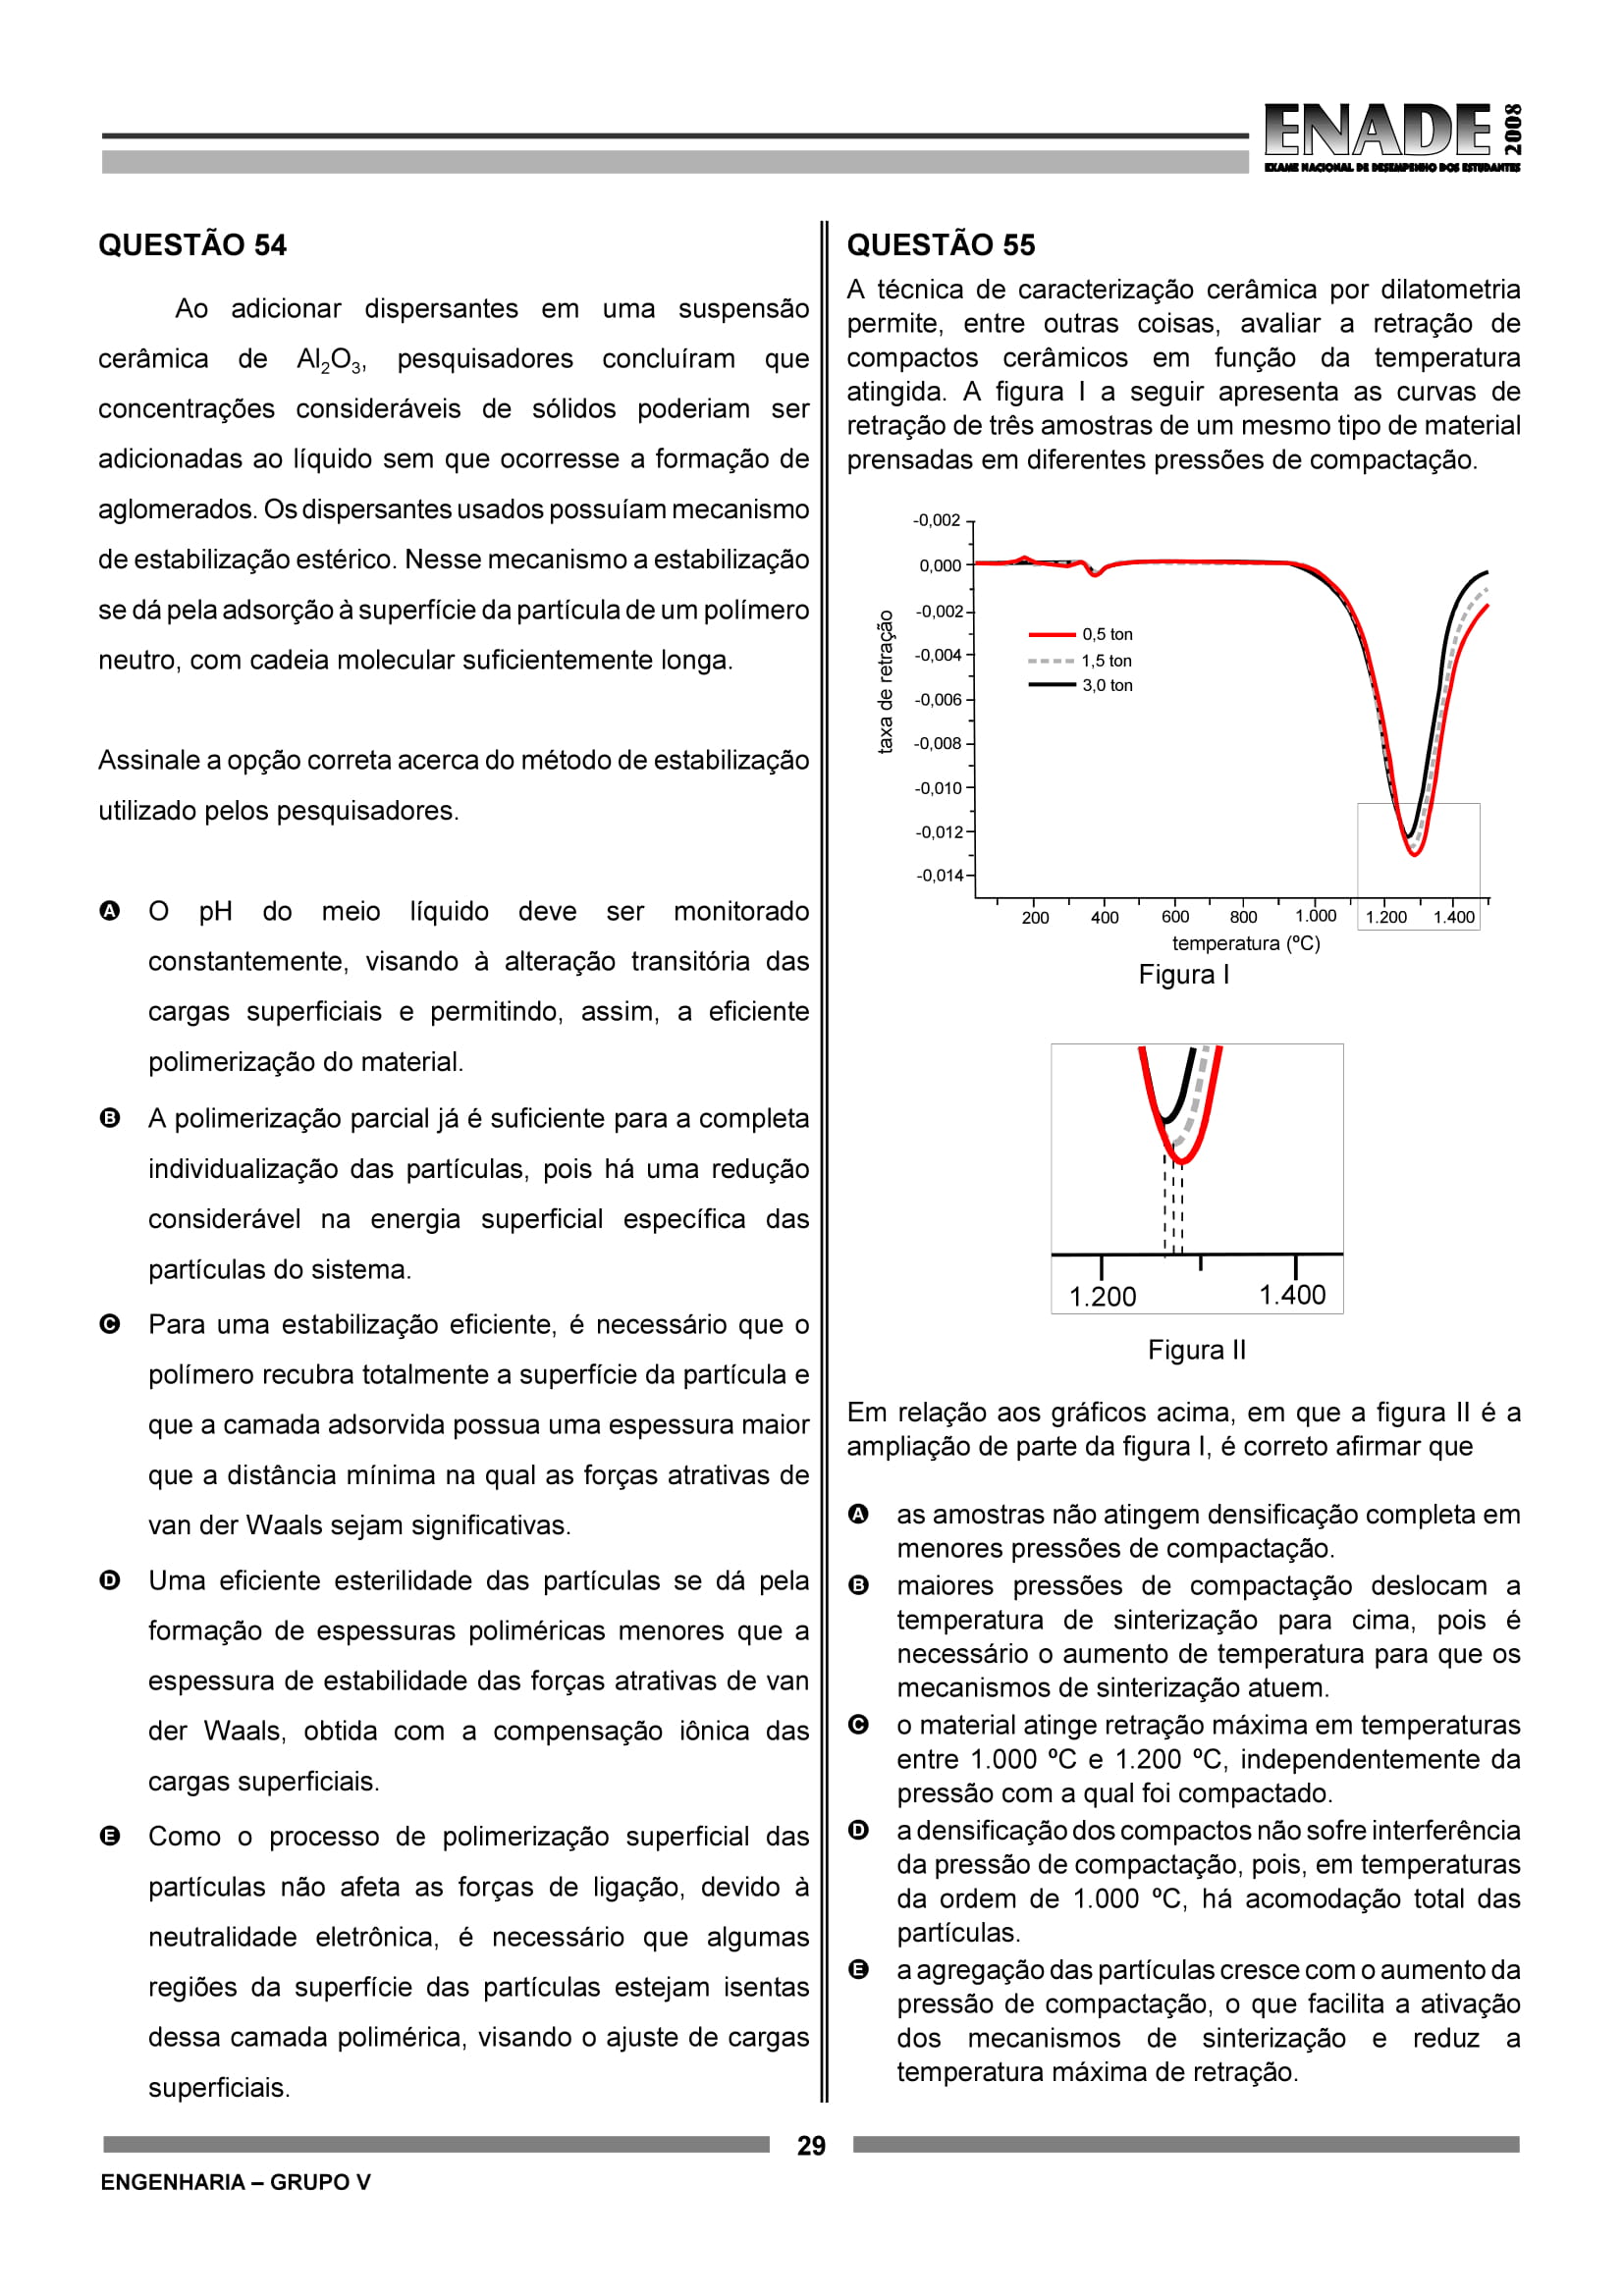 ENADE
2008
EXAME NACIONAL DE DESEMPENHO DOS ESTUDANTES
QUESTÃO 54
Ao adicionar dispersantes em uma suspensão
cerâmica de Al₂O₃, pesquisadores concluíram que
concentrações consideráveis de sólidos poderiam ser
adicionadas ao líquido sem que ocorresse a formação de
aglomerados. Os dispersantes usados possuíam mecanismo
de estabilização estérico. Nesse mecanismo a estabilização
se dá pela adsorção à superfície da partícula de um polímero
neutro, com cadeia molecular suficientemente longa.
Assinale a opção correta acerca do método de estabilização
utilizado pelos pesquisadores.
A O pH do meio líquido deve ser monitorado
constantemente, visando à alteração transitória das
cargas superficiais e permitindo, assim, a eficiente
polimerização do material.
B A polimerização parcial já é suficiente para a completa
individualização das partículas, pois há uma redução
considerável na energia superficial específica das
partículas do sistema.
C Para uma estabilização eficiente, é necessário que o
polímero recubra totalmente a superfície da partícula e
que a camada adsorvida possua uma espessura maior
que a distância mínima na qual as forças atrativas de
van der Waals sejam significativas.
D Uma eficiente esterilidade das partículas se dá pela
formação de espessuras poliméricas menores que a
espessura de estabilidade das forças atrativas de van
der Waals, obtida com a compensação iônica das
cargas superficiais.
E Como o processo de polimerização superficial das
partículas não afeta as forças de ligação, devido à
neutralidade eletrônica, é necessário que algumas
regiões da superfície das partículas estejam isentas
dessa camada polimérica, visando o ajuste de cargas
superficiais.
QUESTÃO 55
A técnica de caracterização cerâmica por dilatometria
permite, entre outras coisas, avaliar a retração de
compactos cerâmicos em função da temperatura
atingida. A figura I a seguir apresenta as curvas de
retração de três amostras de um mesmo tipo de material
prensadas em diferentes pressões de compactação.
-0,002
0,000
-0,002
-0,004
-0,006
-0,008
-0,010
-0,012
-0,014
taxa de retração
0,5 ton
1,5 ton
3,0 ton
200 400 600 800 1.000 1.200 1.400
temperatura (ºC)
Figura I
1.200 1.400
Figura II
Em relação aos gráficos acima, em que a figura II é a
ampliação de parte da figura I, é correto afirmar que
A as amostras não atingem densificação completa em
menores pressões de compactação.
B maiores pressões de compactação deslocam a
temperatura de sinterização para cima, pois é
necessário o aumento de temperatura para que os
mecanismos de sinterização atuem.
C o material atinge retração máxima em temperaturas
entre 1.000 ºC e 1.200 ºC, independentemente da
pressão com a qual foi compactado.
D a densificação dos compactos não sofre interferência
da pressão de compactação, pois, em temperaturas
da ordem de 1.000 ºC, há acomodação total das
partículas.
E a agregação das partículas cresce com o aumento da
pressão de compactação, o que facilita a ativação
dos mecanismos de sinterização e reduz a
temperatura máxima de retração.
29
ENGENHARIA – GRUPO V